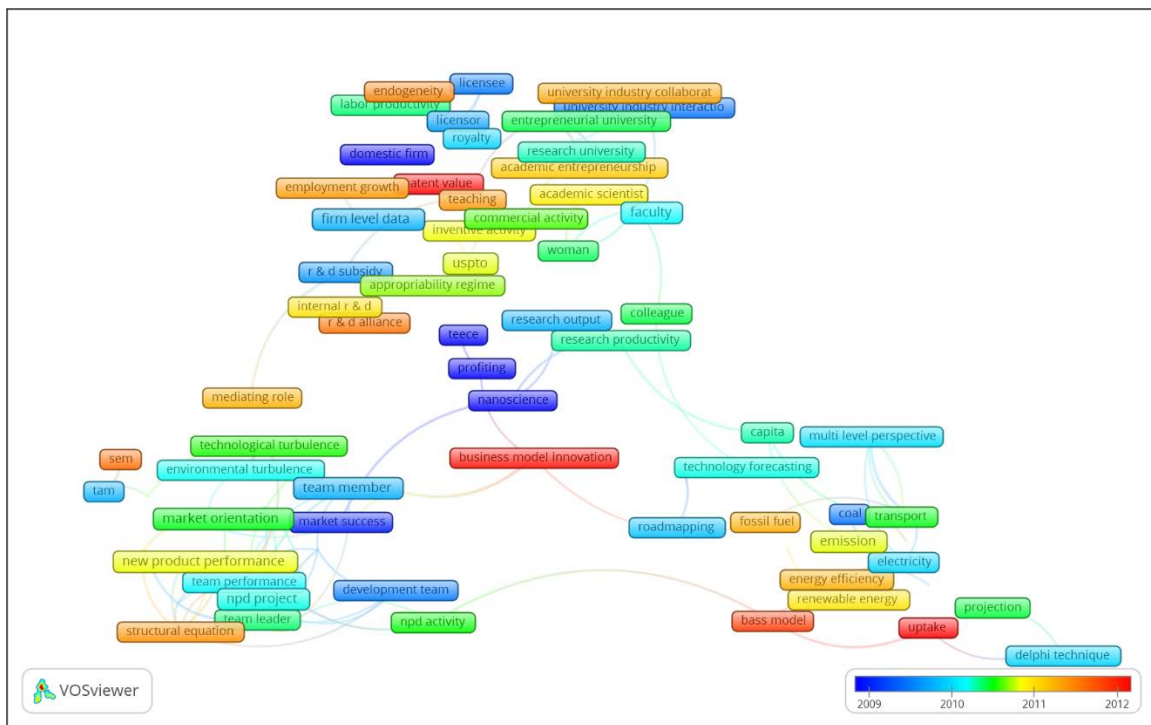 licensee
endogeneity
university industry collaborat
labor productivity
university industry interactio
licensor
entrepreneurial university
royalty
domestic firm
research university
academic entrepreneurship
employment growth
patent value
teaching
academic scientist
firm level data
commercial activity
faculty
inventive activity
woman
uspto
r & d subsidy
appropriability regime
internal r & d
r & d alliance
research output
colleague
teece
research productivity
profiting
mediating role
nanoscience
technological turbulence
capita
multi level perspective
sem
environmental turbulence
business model innovation
technology forecasting
tam
team member
market orientation
market success
roadmapping
fossil fuel
coal
transport
emission
new product performance
electricity
team performance
development team
energy efficiency
npd project
renewable energy
projection
team leader
npd activity
bass model
structural equation
uptake
delphi technique
VOSviewer
2009 2010 2011 2012